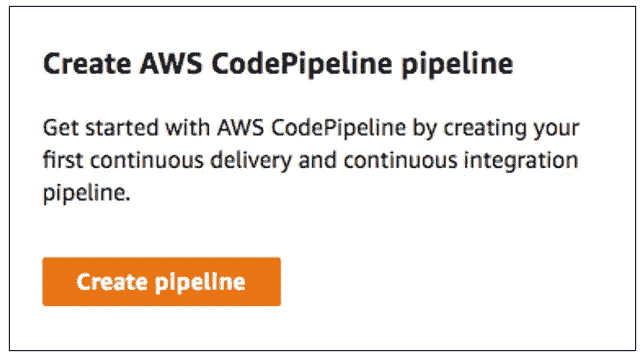 Create AWS CodePipeline pipeline
Get started with AWS CodePipeline by creating your
first continuous delivery and continuous integration
pipeline.
Create pipeline